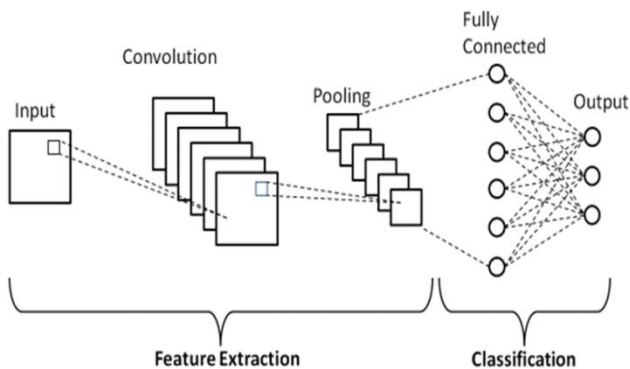 Input
Convolution
Pooling
Fully
Connected
Output
Feature Extraction
Classification